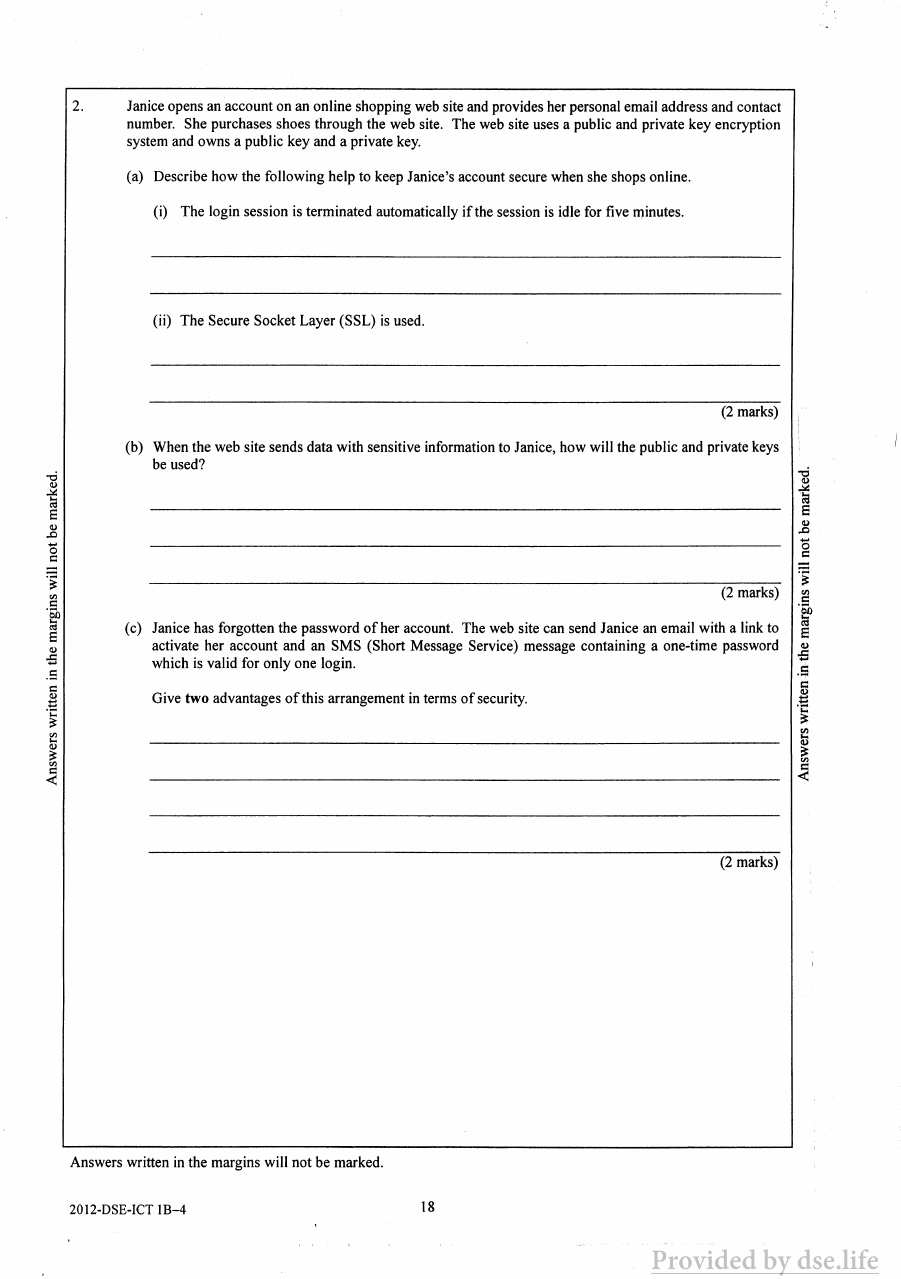 2. Janice opens an account on an online shopping web site and provides her personal email address and contact
number. She purchases shoes through the web site. The web site uses a public and private key encryption
system and owns a public key and a private key.
(a) Describe how the following help to keep Janice's account secure when she shops online.
(i) The login session is terminated automatically if the session is idle for five minutes.
(ii) The Secure Socket Layer (SSL) is used.
(2 marks)
(b) When the web site sends data with sensitive information to Janice, how will the public and private keys
be used?
(2 marks)
(c) Janice has forgotten the password of her account. The web site can send Janice an email with a link to
activate her account and an SMS (Short Message Service) message containing a one-time password
which is valid for only one login.
Give two advantages of this arrangement in terms of security.
(2 marks)
Answers written in the margins will not be marked.
Answers written in the margins will not be marked.
Answers written in the margins will not be marked.
2012-DSE-ICT 1B–4
18
Provided by dse.life